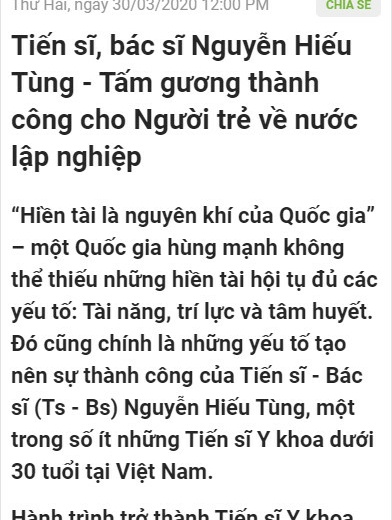 Thứ Hai, ngày 30/03/2020 12:00 PM
CHIA SẺ
Tiến sĩ, bác sĩ Nguyễn Hiếu
Tùng - Tấm gương thành
công cho Người trẻ về nước
lập nghiệp
“Hiền tài là nguyên khí của Quốc gia”
– một Quốc gia hùng mạnh không
thể thiếu những hiền tài hội tụ đủ các
yếu tố: Tài năng, trí lực và tâm huyết.
Đó cũng chính là những yếu tố tạo
nên sự thành công của Tiến sĩ - Bác
sĩ (Ts - Bs) Nguyễn Hiếu Tùng, một
trong số ít những Tiến sĩ Y khoa dưới
30 tuổi tại Việt Nam.
Hành trình trở thành Tiến sĩ Y khoa